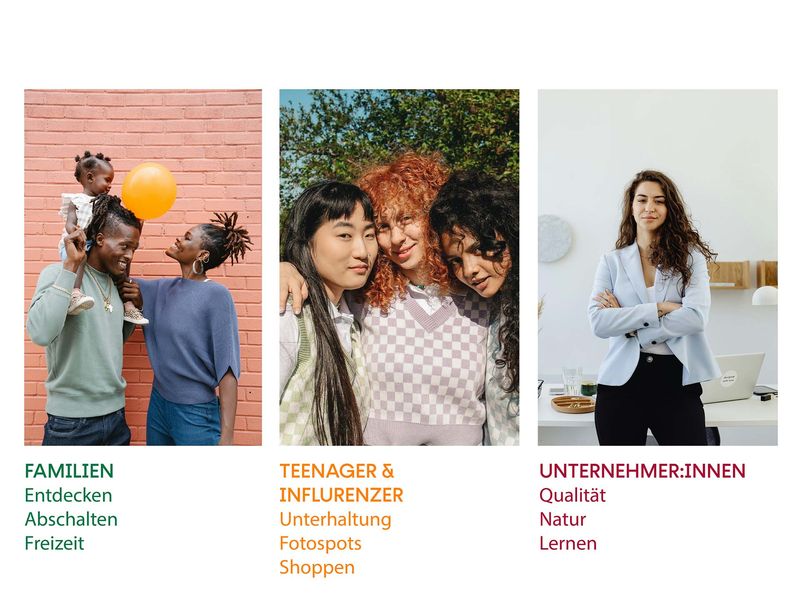 FAMILIEN
Entdecken
Abschalten
Freizeit
TEENAGER &
INFLURENZER
Unterhaltung
Fotospots
Shoppen
UNTERNEHMER:INNEN
Qualität
Natur
Lernen